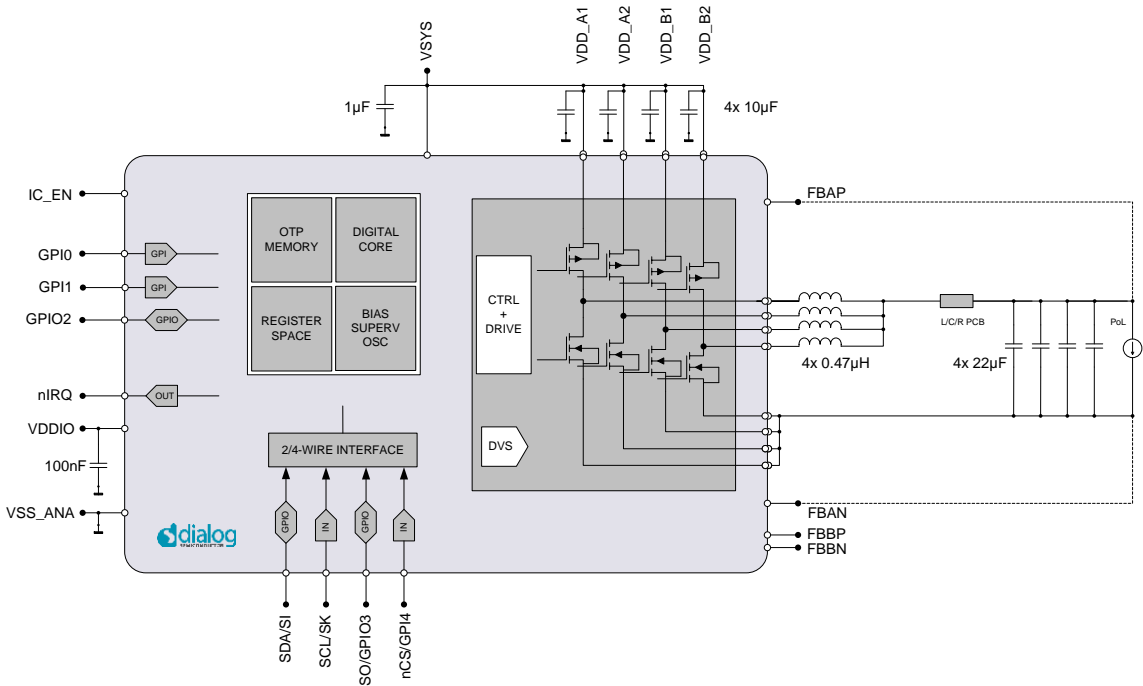 VSYS
VDD_A1
VDD_A2
VDD_B1
VDD_B2
1µF
4x 10µF
IC_EN
GPI0
GPI
GPI1
GPI
GPIO2
GPIO
nIRQ
OUT
VDDIO
100nF
VSS_ANA
OTP
MEMORY
DIGITAL
CORE
REGISTER
SPACE
BIAS
SUPERV
OSC
CTRL
+
DRIVE
DVS
2/4-WIRE INTERFACE
GPIO
IN
GPIO
IN
dialog
SEMICONDUCTOR
SDA/SI
SCL/SK
SO/GPIO3
nCS/GPI4
FBAP
L/C/R PCB
PoL
4x 0.47µH
4x 22µF
FBAN
FBBP
FBBN